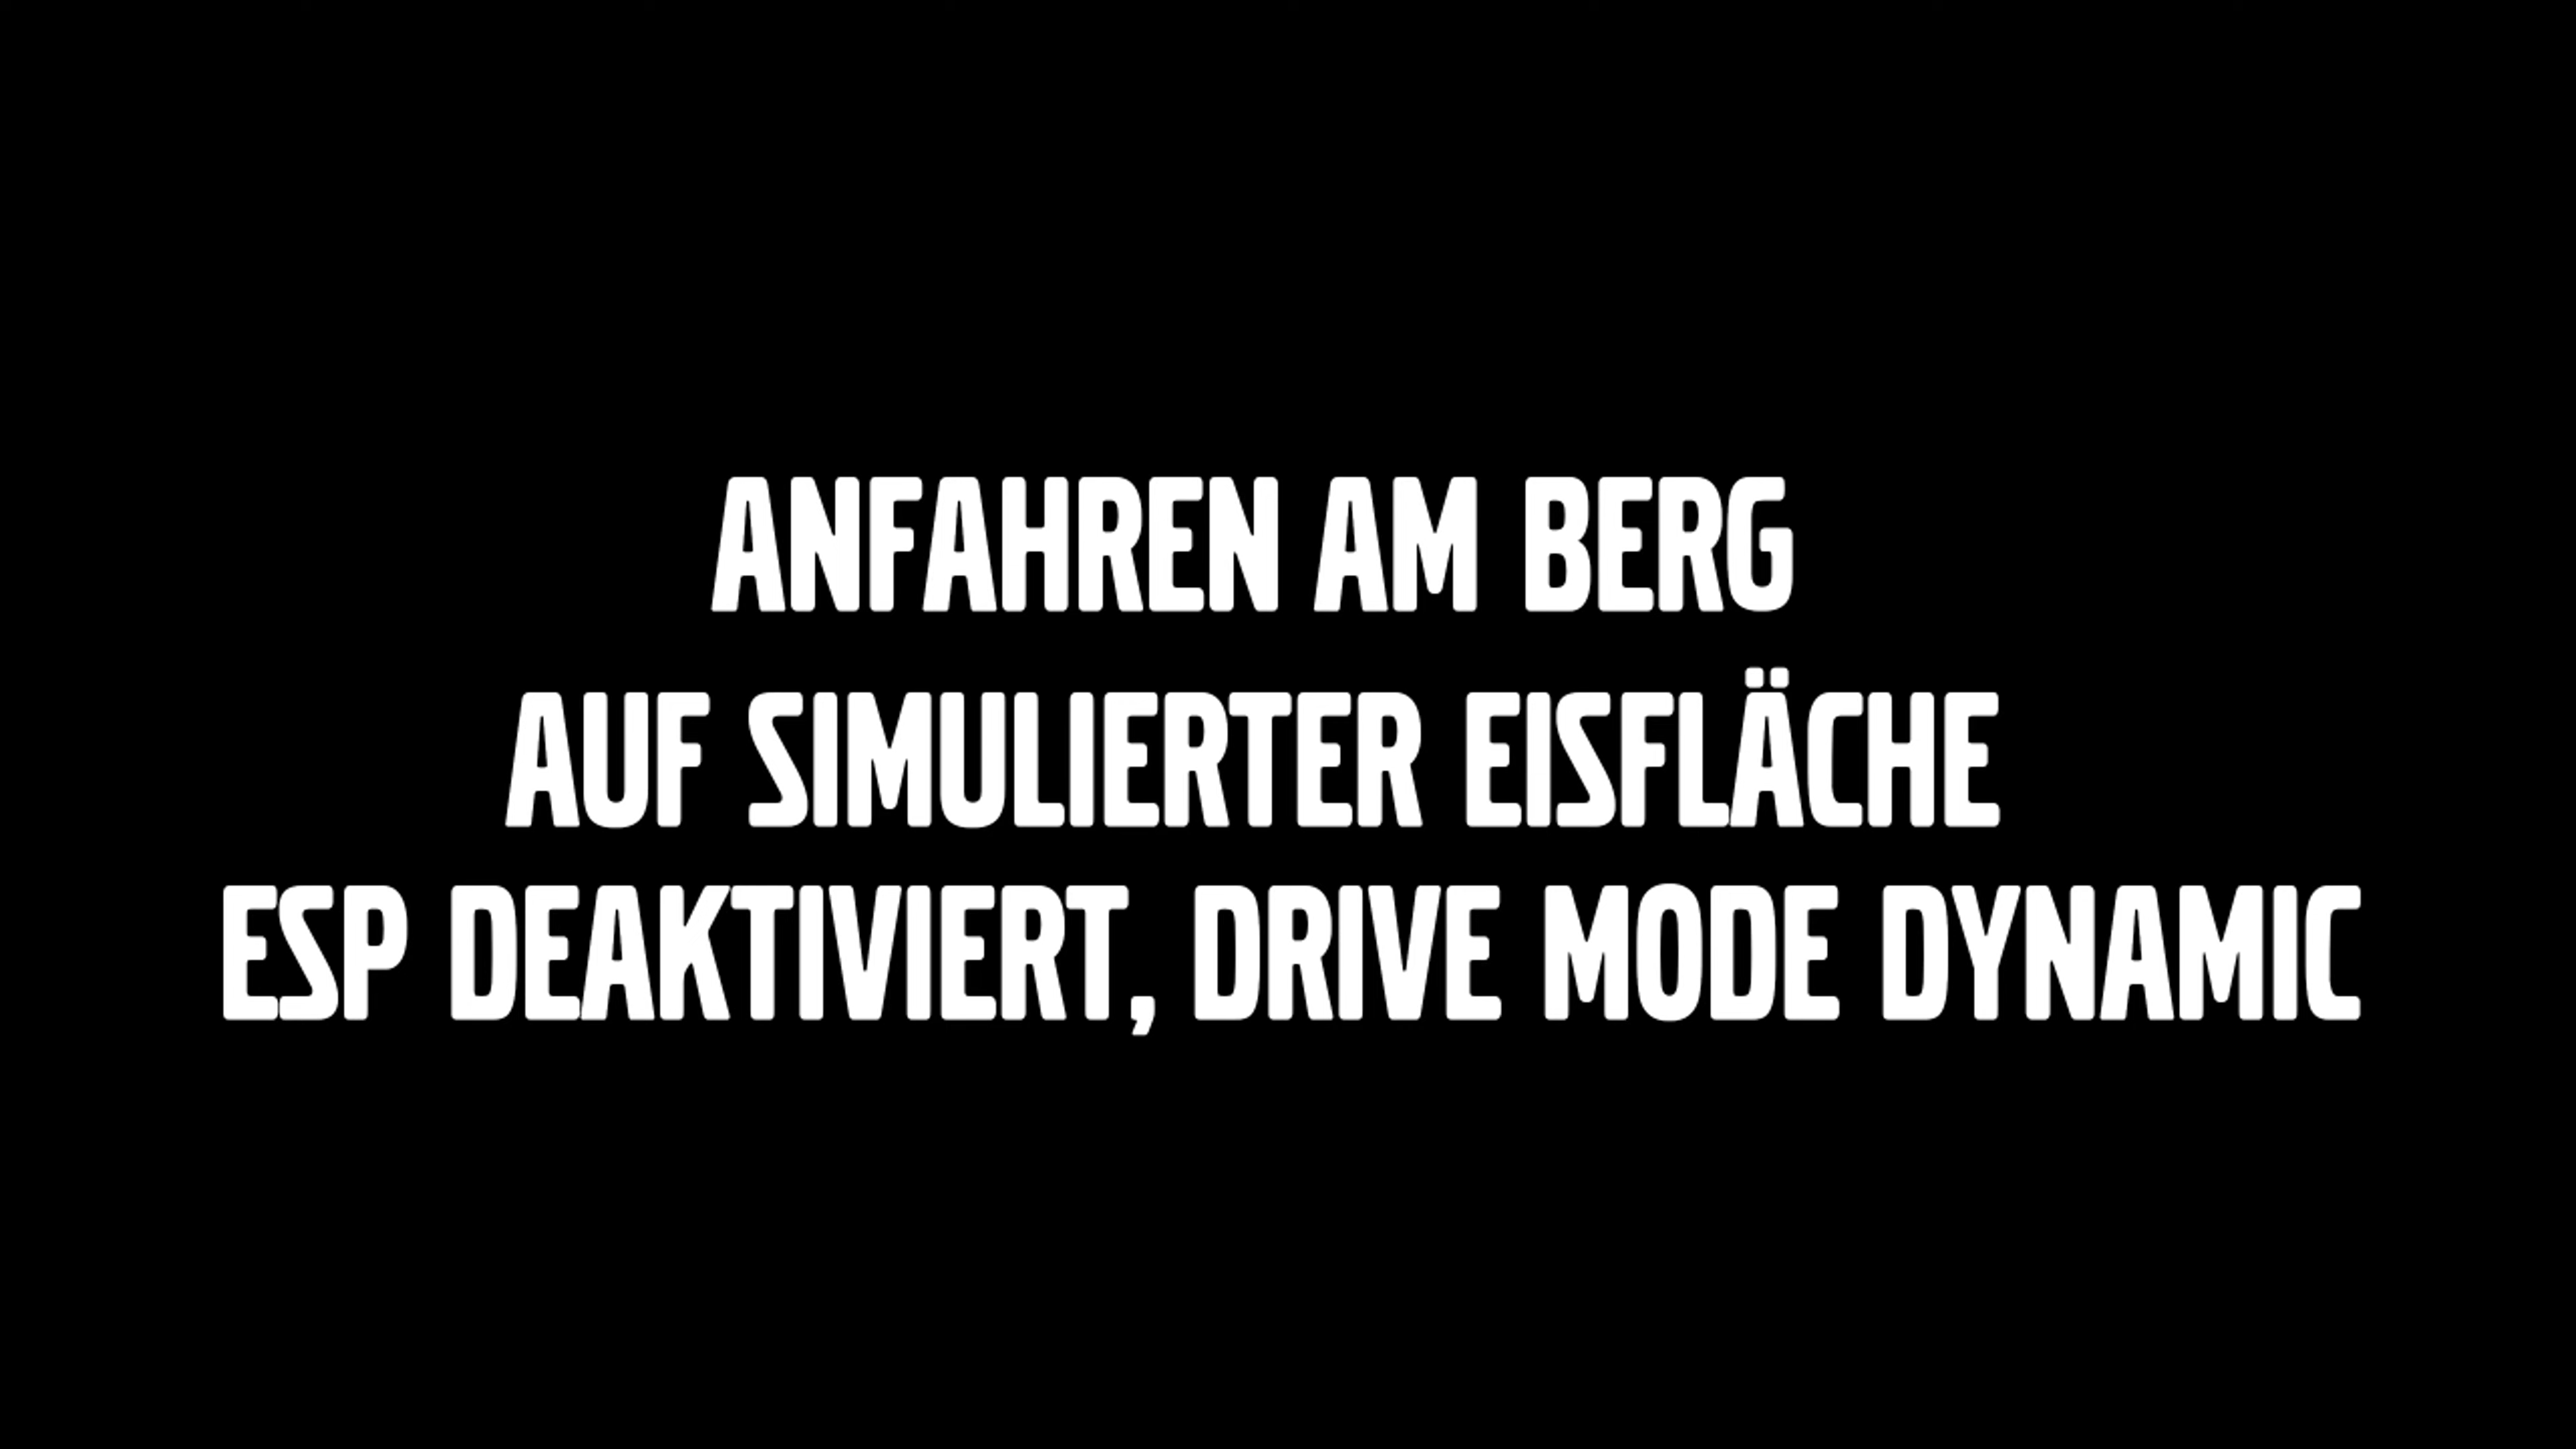 ANFAHREN AM BERG
AUF SIMULIERTER EISFLÄCHE
ESP DEAKTIVIERT, DRIVE MODE DYNAMIC